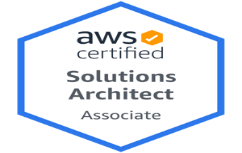 aws
certified
Solutions
Architect
Associate